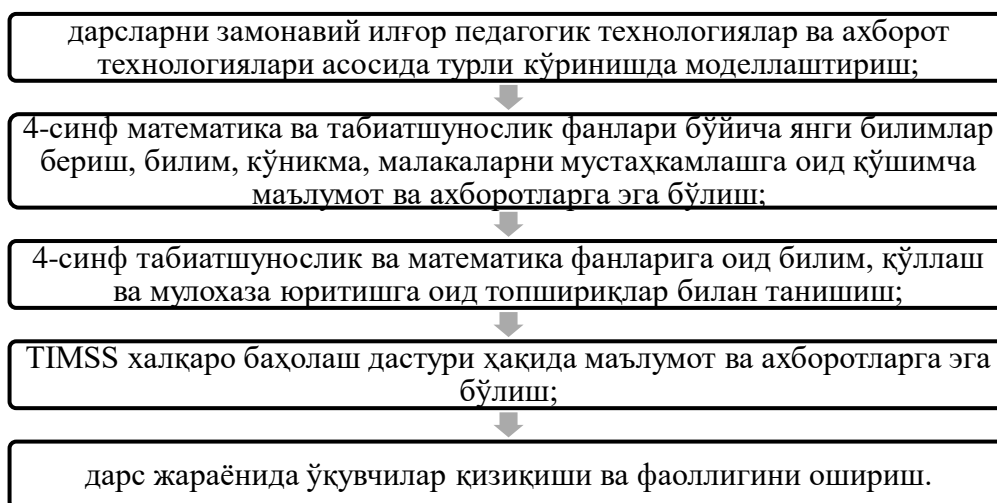 дарсларни замонавий илғор педагогик технологиялар ва ахборот
технологиялари асосида турли кўринишда моделлаштириш;
4-синф математика ва табиатшунослик фанлари бўйича янги билимлар
бериш, билим, кўникма, малакаларни мустаҳкамлашга оид қўшимча
маълумот ва ахборотларга эга бўлиш;
4-синф табиатшунослик ва математика фанларига оид билим, қўллаш
ва мулохаза юритишга оид топшириқлар билан танишиш;
TIMSS халқаро баҳолаш дастури ҳақида маълумот ва ахборотларга эга
бўлиш;
дарс жараёнида ўқувчилар қизиқиши ва фаоллигини ошириш.